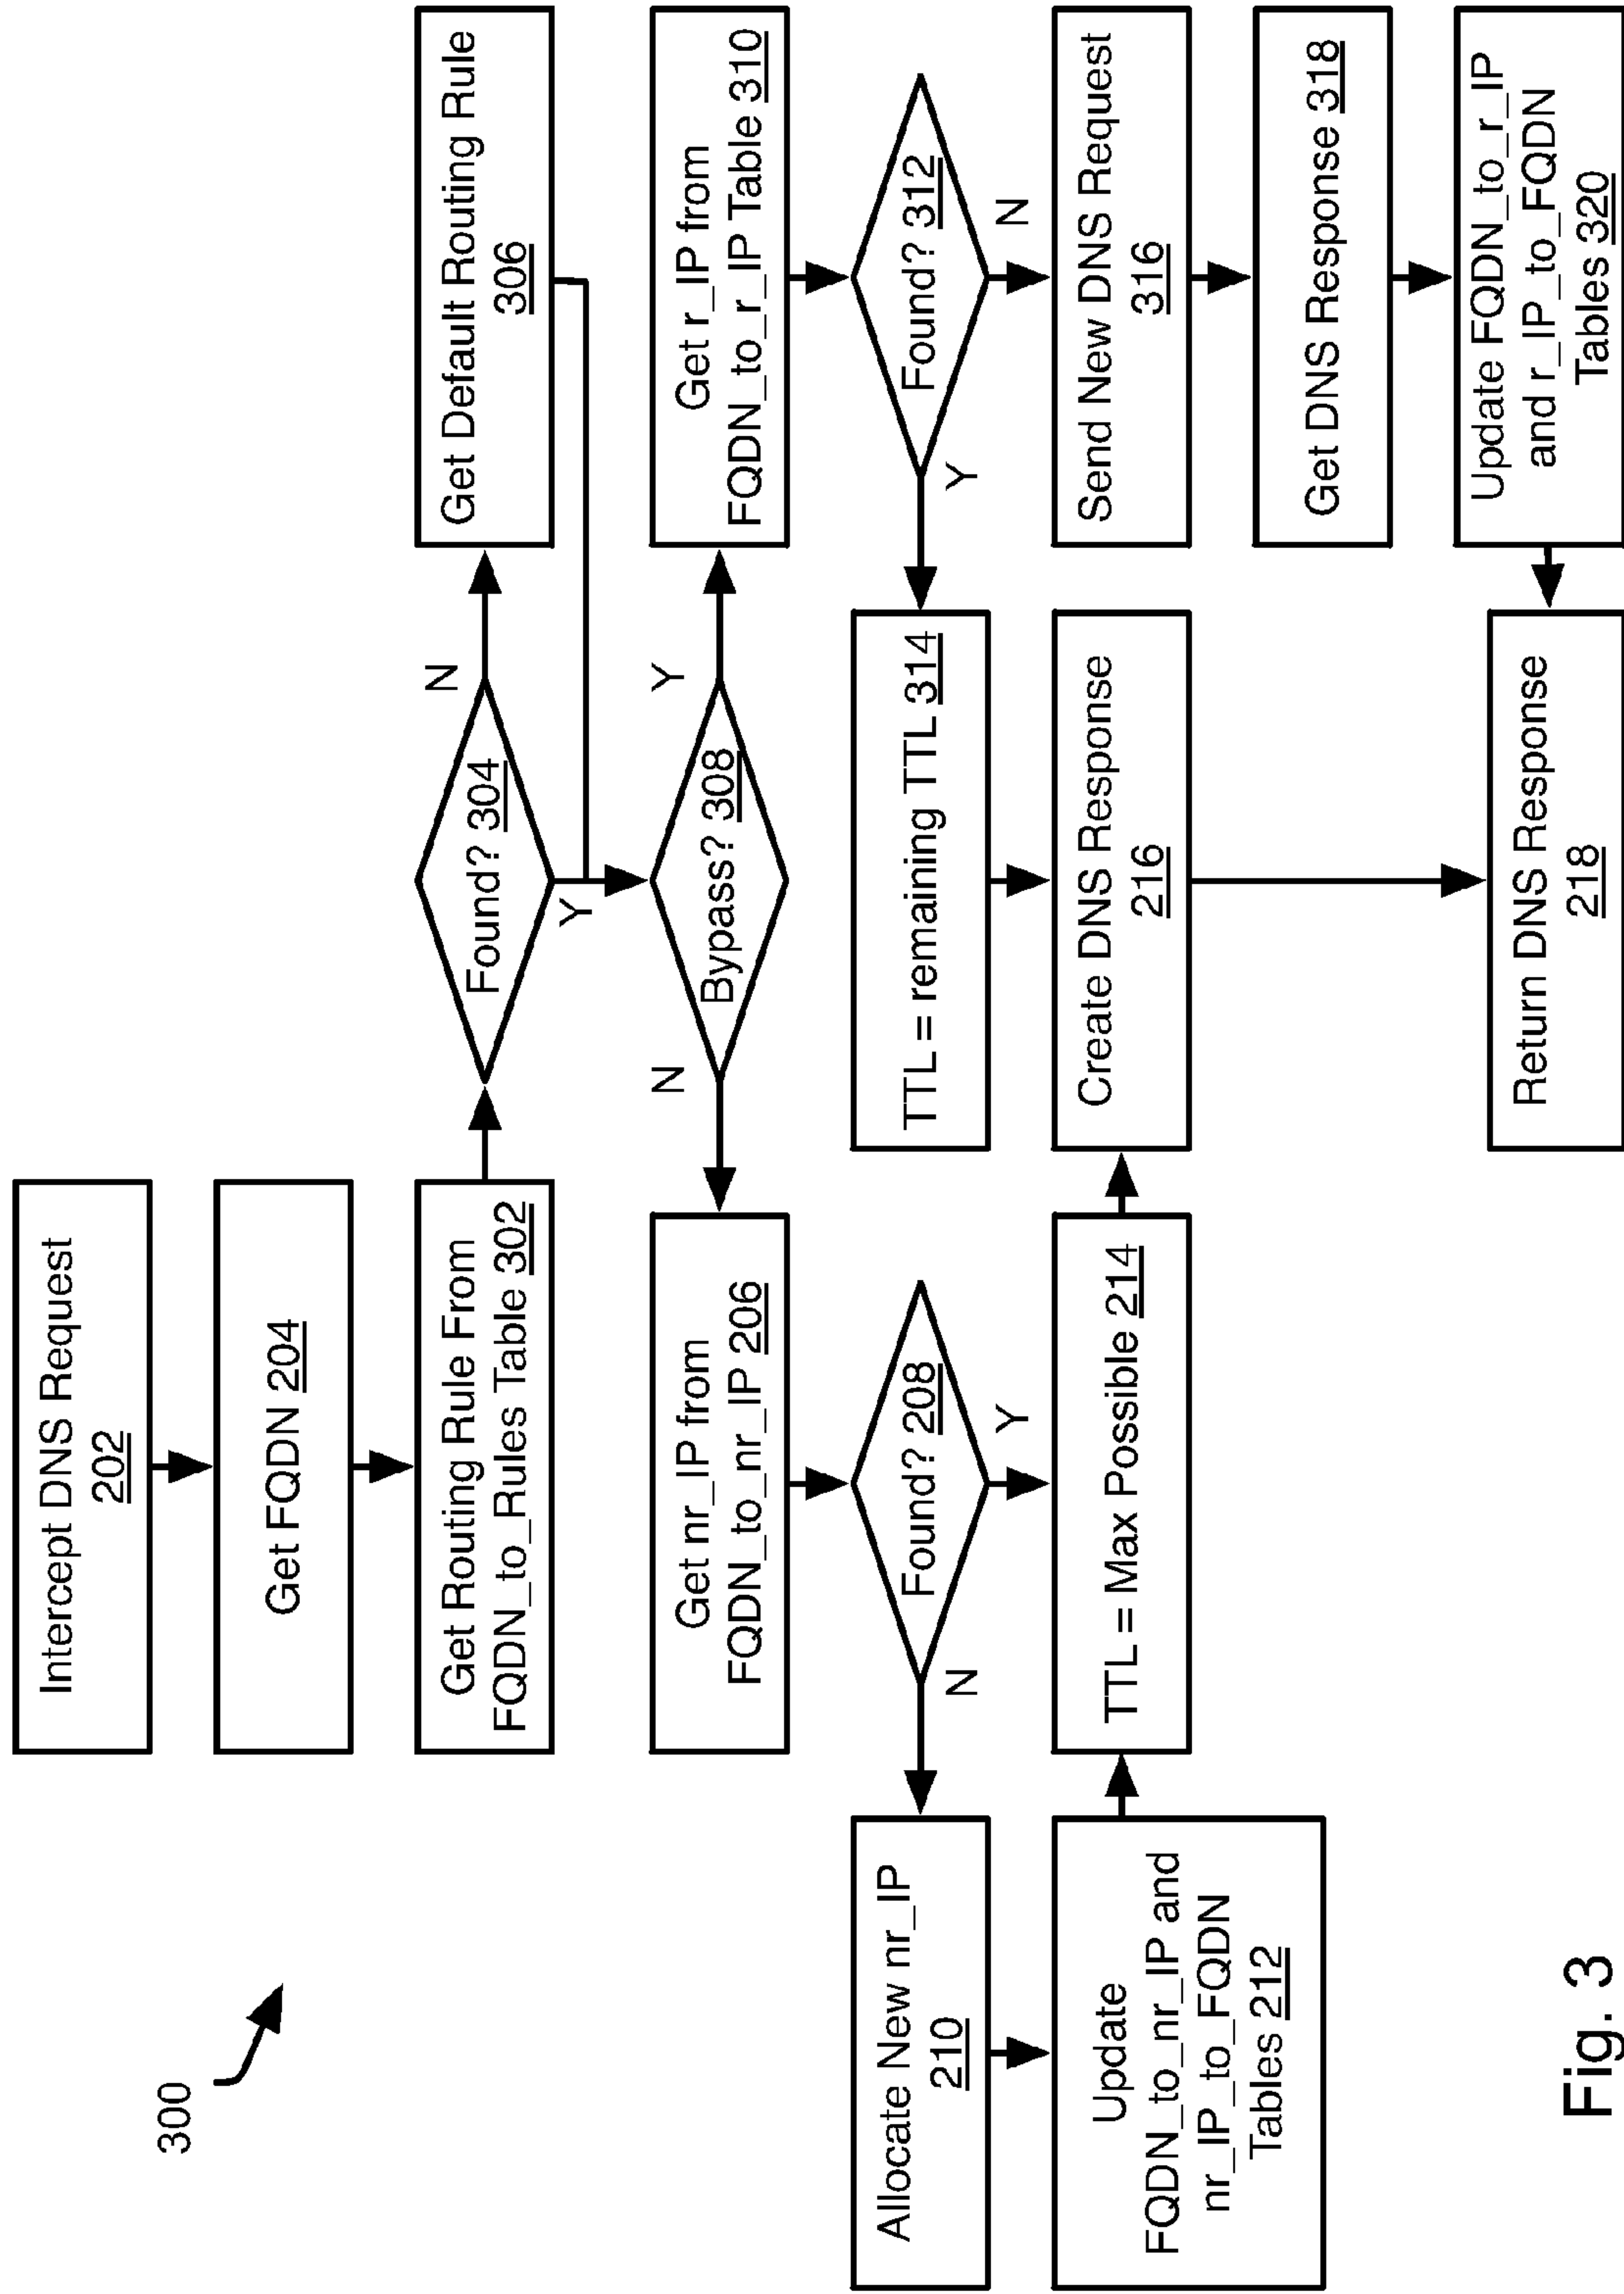 300
Intercept DNS Request
202
Get FQDN 204
Get Routing Rule From
FQDN_to_Rules Table 302
Found? 304
N
Y
Get Default Routing Rule
306
Bypass? 308
N
Y
Get nr_IP from
FQDN_to_nr_IP 206
Get r_IP from
FQDN_to_r_IP Table 310
Found? 208
N
Y
Found? 312
Y
N
Allocate New nr_IP
210
TTL = remaining TTL 314
Update
FQDN_to_nr_IP and
nr_IP_to_FQDN
Tables 212
TTL = Max Possible 214
Create DNS Response
216
Send New DNS Request
316
Get DNS Response 318
Return DNS Response
218
Update FQDN_to_r_IP
and r_IP_to_FQDN
Tables 320
Fig. 3